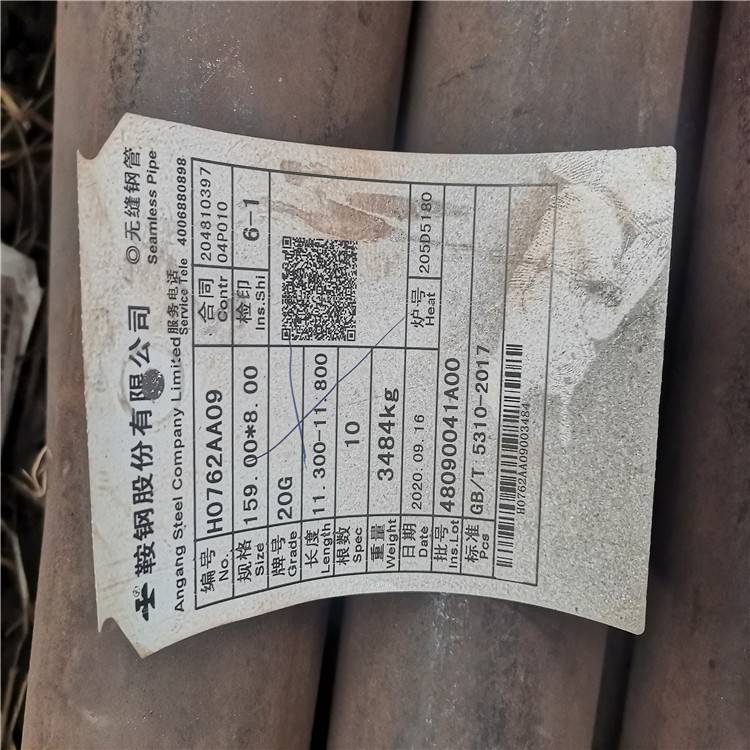 鞍钢股份有限公司 ◎无缝钢管
Angang Steel Company Limited 服务电话 Service Tele 4006880898 Seamless Pipe
编号 No. H0762AA09 合同 Contr 204810397 04P010
规格 Size 159.00*8.00 检印 Ins.Shi 6-1
牌号 Grade 20G
长度 Length 11.300-11.800
根数 Spec 10
重量 Weight 3484kg
日期 Date 2020.09.16 炉号 Heat 205D5180
批号 Ins.Lot 48090041A00
标准 Pos GB/T 5310-2017
H0762AA09003484